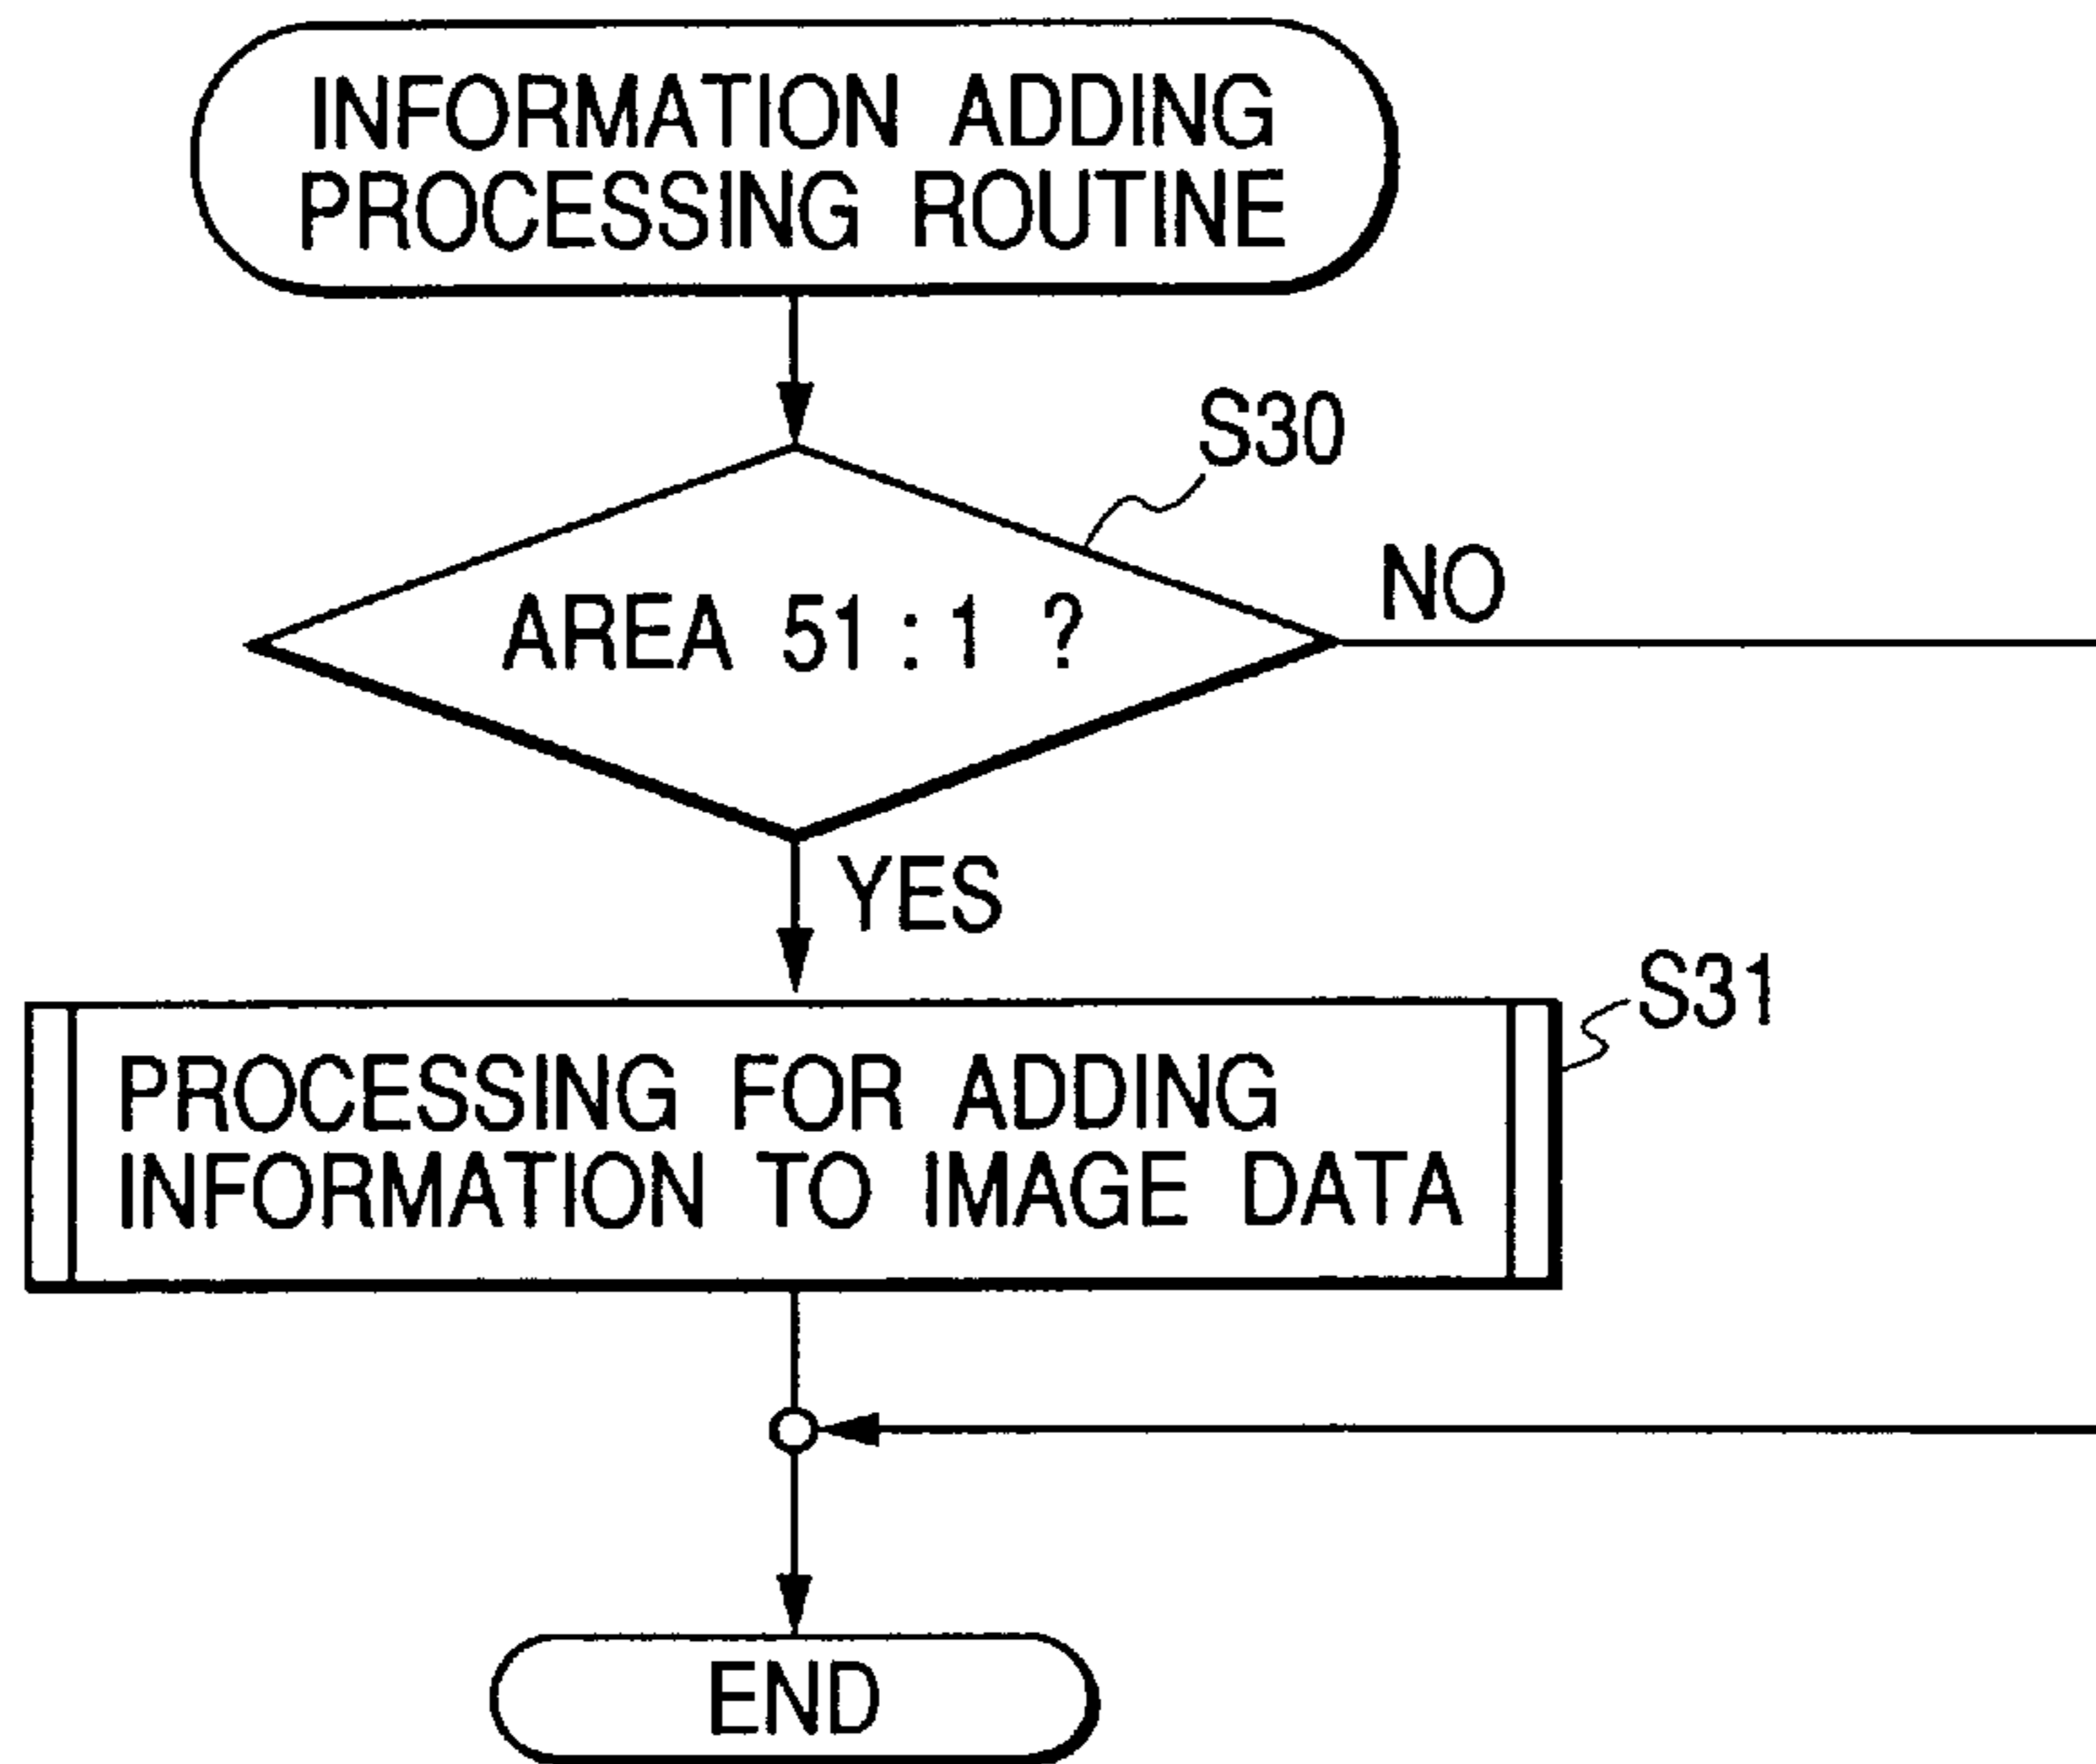 INFORMATION ADDING
PROCESSING ROUTINE
S30
AREA 51 : 1 ?
NO
YES
S31
PROCESSING FOR ADDING
INFORMATION TO IMAGE DATA
END